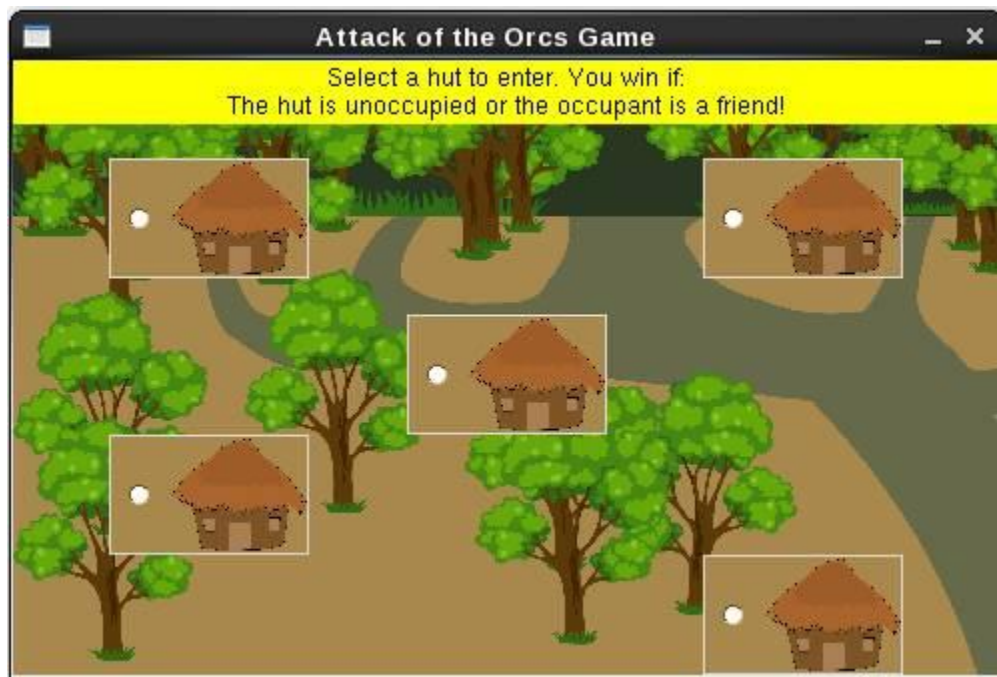 Attack of the Orcs Game
Select a hut to enter. You win if:
The hut is unoccupied or the occupant is a friend!